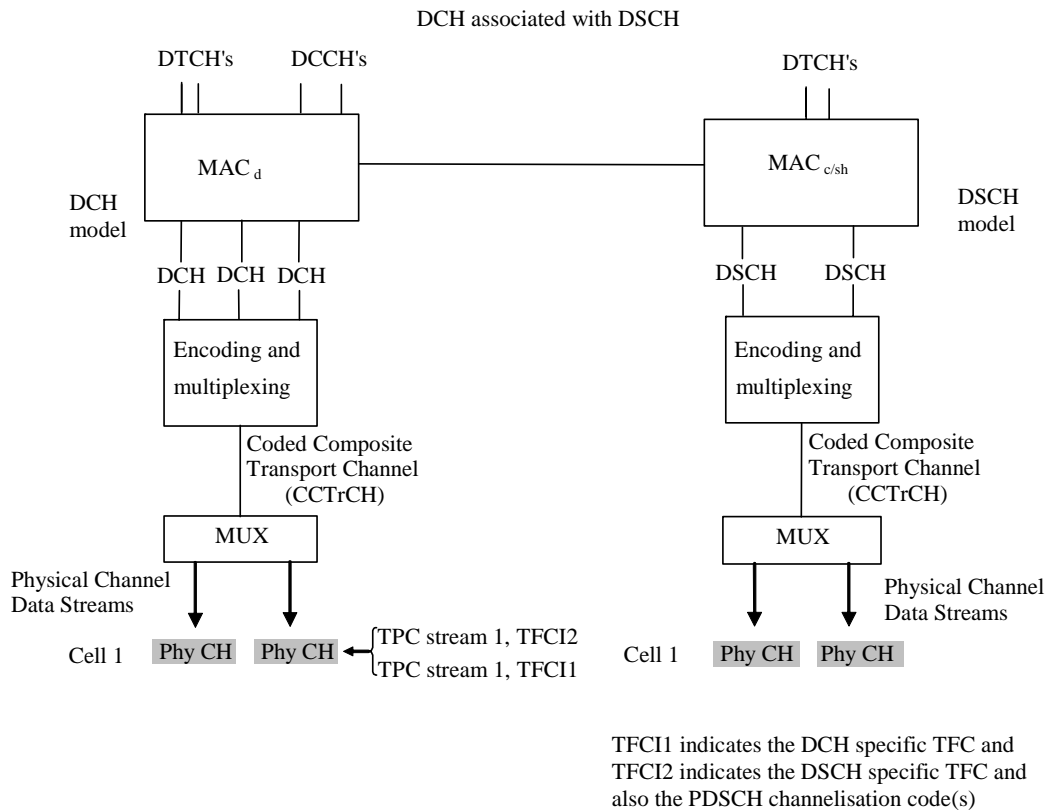 DCH associated with DSCH
DTCH's
DCCH's
DTCH's
MAC d
MAC c/sh
DCH
model
DSCH
model
DCH DCH DCH
DSCH DSCH
Encoding and
multiplexing
Encoding and
multiplexing
Coded Composite
Transport Channel
(CCTrCH)
Coded Composite
Transport Channel
(CCTrCH)
MUX
MUX
Physical Channel
Data Streams
Physical Channel
Data Streams
Cell 1 Phy CH Phy CH
TPC stream 1, TFCI2
TPC stream 1, TFCI1
Cell 1 Phy CH Phy CH
TFCI1 indicates the DCH specific TFC and
TFCI2 indicates the DSCH specific TFC and
also the PDSCH channelisation code(s)